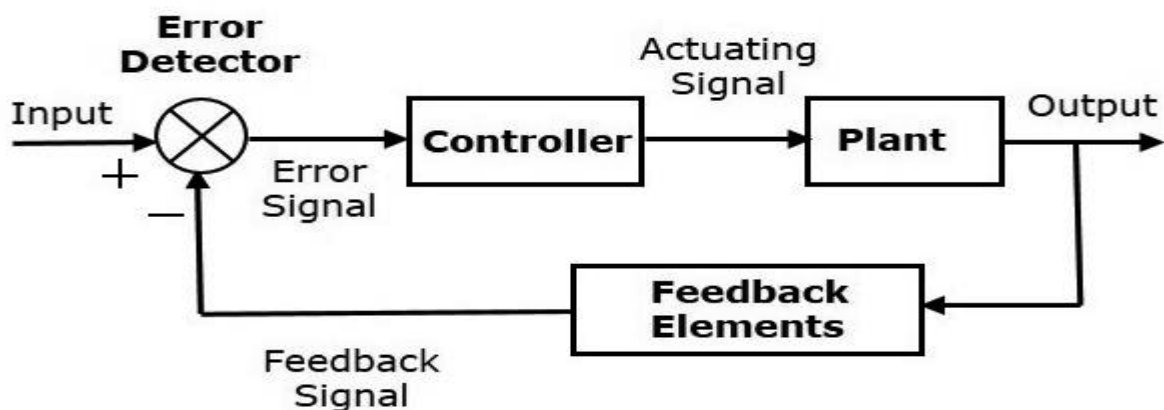 Error
Detector
Input
+
−
Error
Signal
Controller
Actuating
Signal
Plant
Output
Feedback
Elements
Feedback
Signal